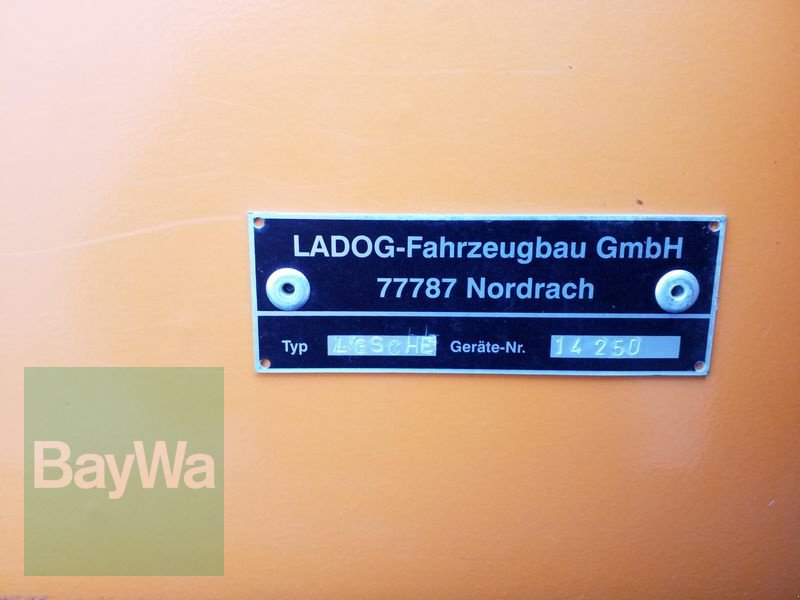 LADOG-Fahrzeugbau GmbH
77787 Nordrach
Typ LGSCHE Geräte-Nr. 14 250
BayWa